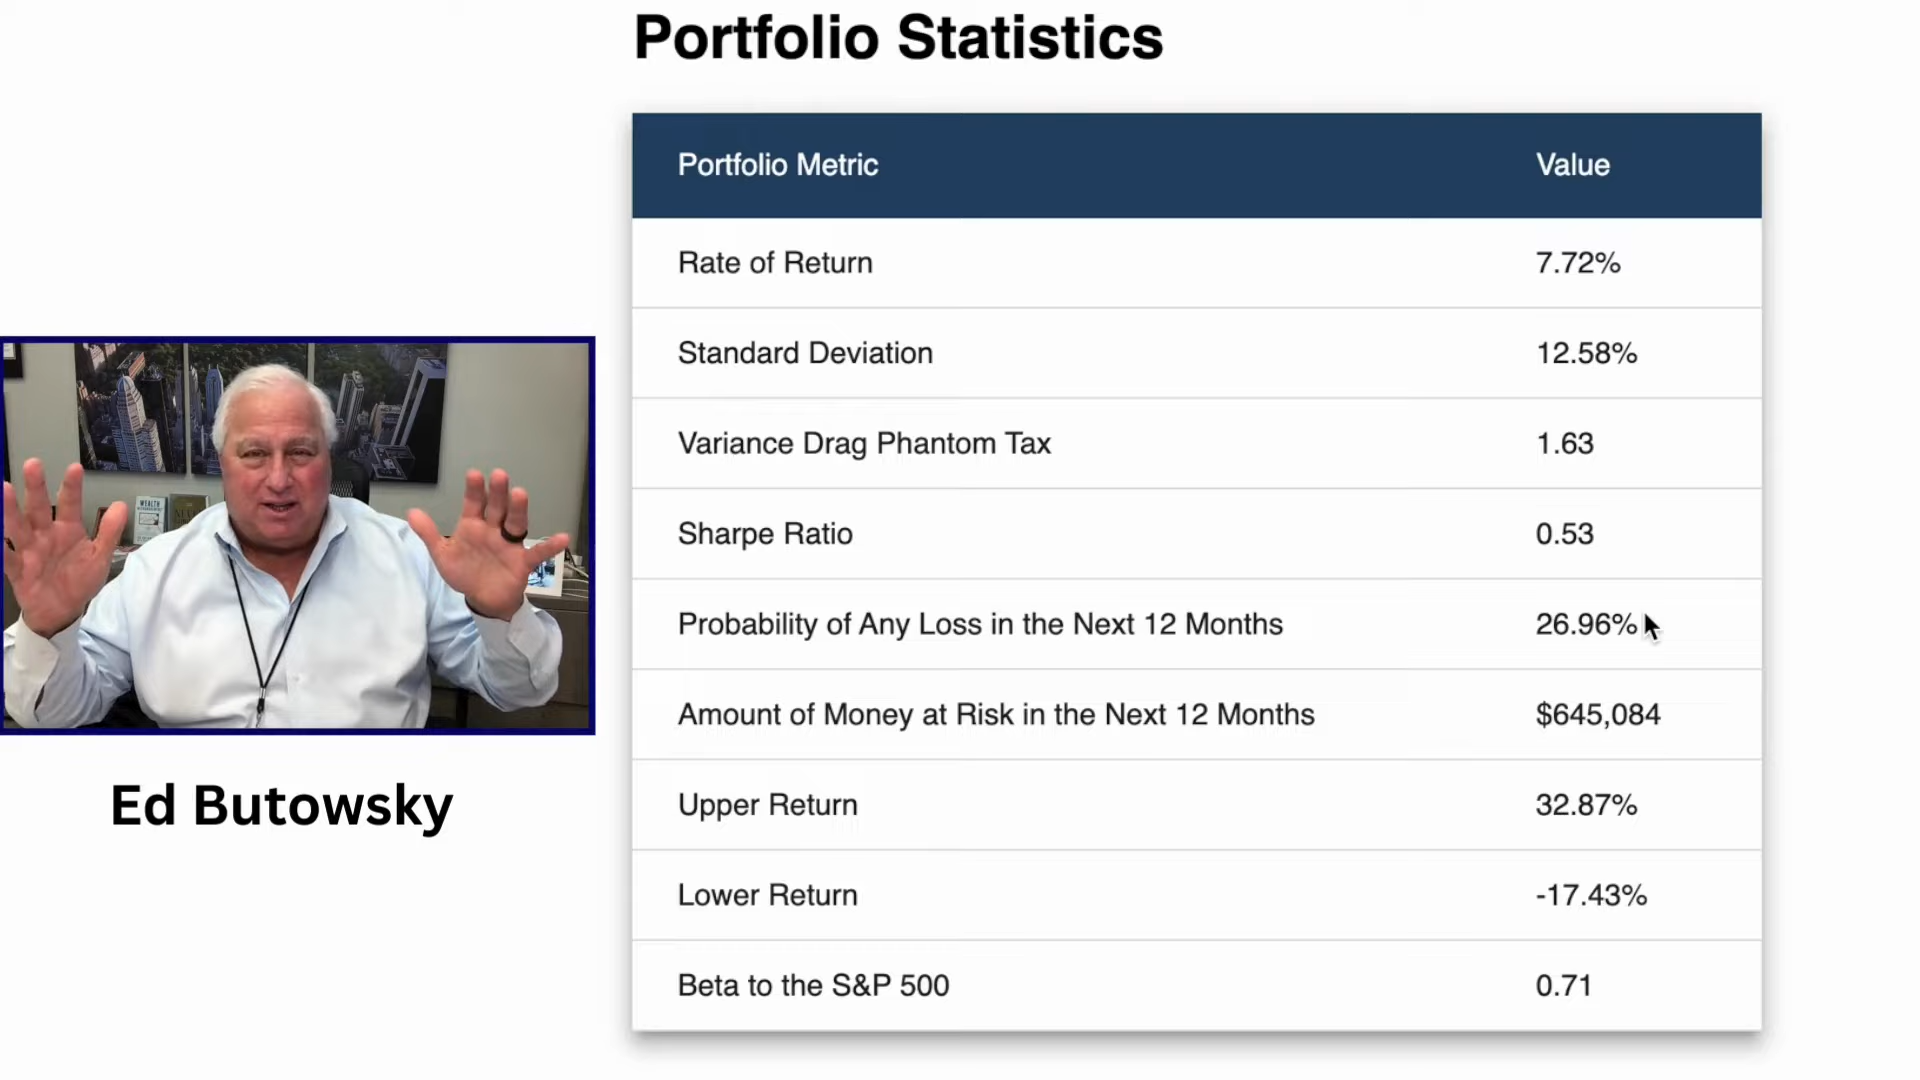 Portfolio Statistics
Portfolio Metric Value
Rate of Return 7.72%
Standard Deviation 12.58%
Variance Drag Phantom Tax 1.63
Sharpe Ratio 0.53
Probability of Any Loss in the Next 12 Months 26.96%
Amount of Money at Risk in the Next 12 Months $645,084
Upper Return 32.87%
Lower Return -17.43%
Beta to the S&P 500 0.71
WEALTH
Ed Butowsky